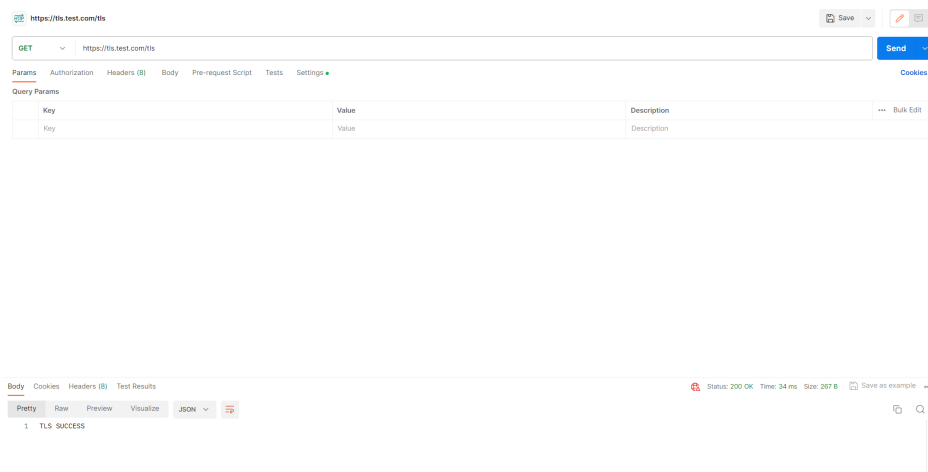 HTTP https://tls.test.com/tls Save
GET https://tls.test.com/tls Send
Params Authorization Headers (8) Body Pre-request Script Tests Settings Cookies
Query Params
Key Value Description Bulk Edit
Key Value Description
Body Cookies Headers (8) Test Results Status: 200 OK Time: 34 ms Size: 267 B Save as example
Pretty Raw Preview Visualize JSON
1 TLS SUCCESS